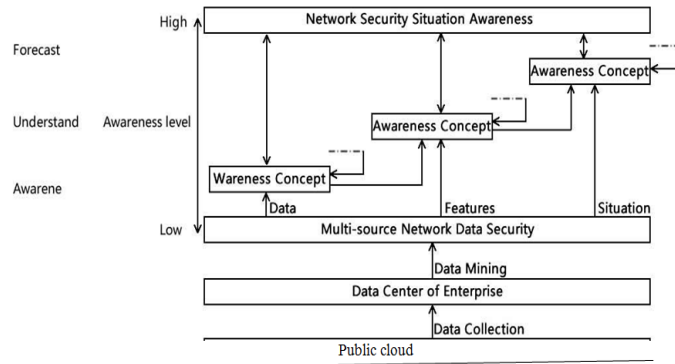 High
Network Security Situation Awareness
Forecast
Awareness Concept
Understand
Awareness level
Awareness Concept
Awarene
Wareness Concept
Data
Features
Situation
Low
Multi-source Network Data Security
Data Mining
Data Center of Enterprise
Data Collection
Public cloud